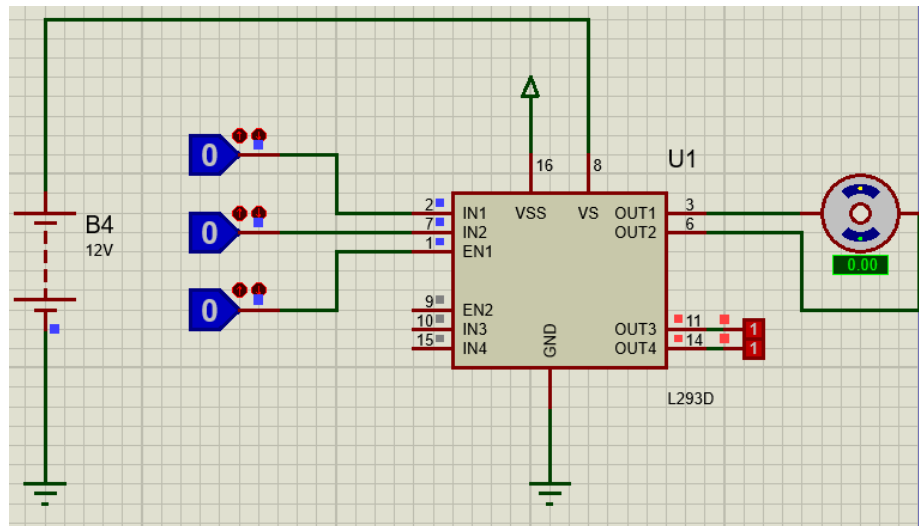 0
0
0
B4
12V
16
8
U1
2
IN1
VSS
VS
OUT1
3
7
IN2
OUT2
6
1
EN1
0.00
9
EN2
10
IN3
OUT3
11
1
15
IN4
GND
OUT4
14
1
L293D